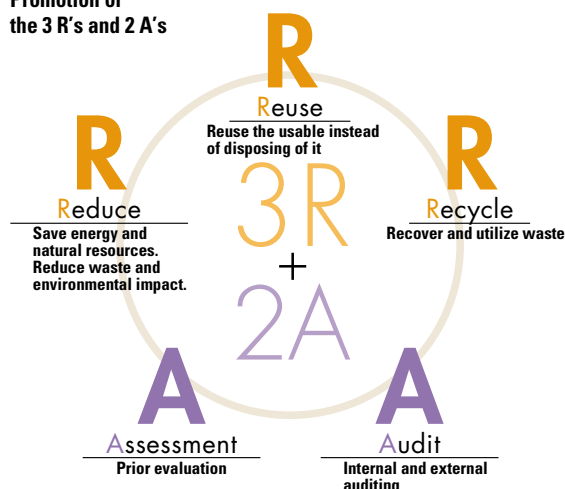 Promotion of
the 3 R's and 2 A's
R
Reuse
Reuse the usable instead
of disposing of it
R
Reduce
Save energy and
natural resources.
Reduce waste and
environmental impact.
R
Recycle
Recover and utilize waste
3R
+
2A
A
Assessment
Prior evaluation
A
Audit
Internal and external
auditing